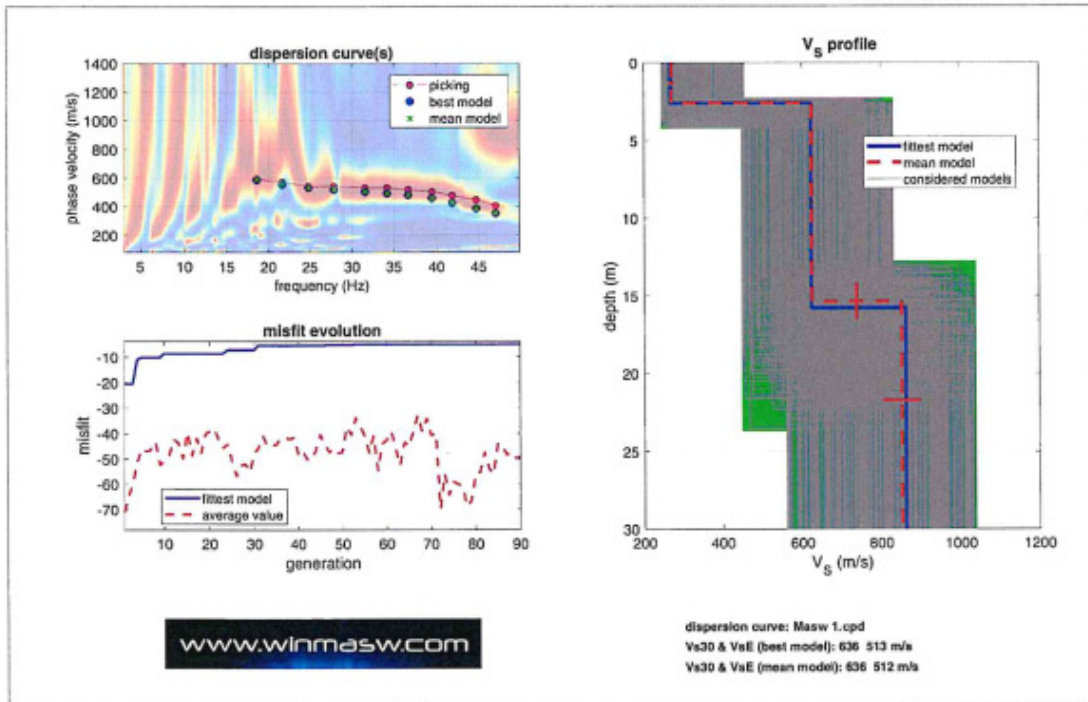 dispersion curve(s)
1400
1200
1000
800
600
400
200
phase velocity (m/s)
picking
best model
mean model
5 10 15 20 25 30 35 40 45
frequency (Hz)
misfit evolution
-10
-20
-30
-40
-50
-60
-70
misfit
fittest model
average value
10 20 30 40 50 60 70 80 90
generation
www.winmasw.com
VS profile
0
5
10
15
20
25
30
depth (m)
fittest model
mean model
considered models
200 400 600 800 1000 1200
VS (m/s)
dispersion curve: Masw 1.cpd
Vs30 & VsE (best model): 636 513 m/s
Vs30 & VsE (mean model): 636 512 m/s